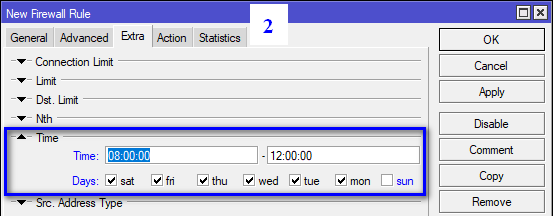 New Firewall Rule
General Advanced Extra Action Statistics
2
OK
Connection Limit
Cancel
Limit
Dst. Limit
Apply
Nth
Time
Disable
Time: 08:00:00 - 12:00:00
Comment
Days: sat fri thu wed tue mon sun
Copy
Src. Address Type
Remove